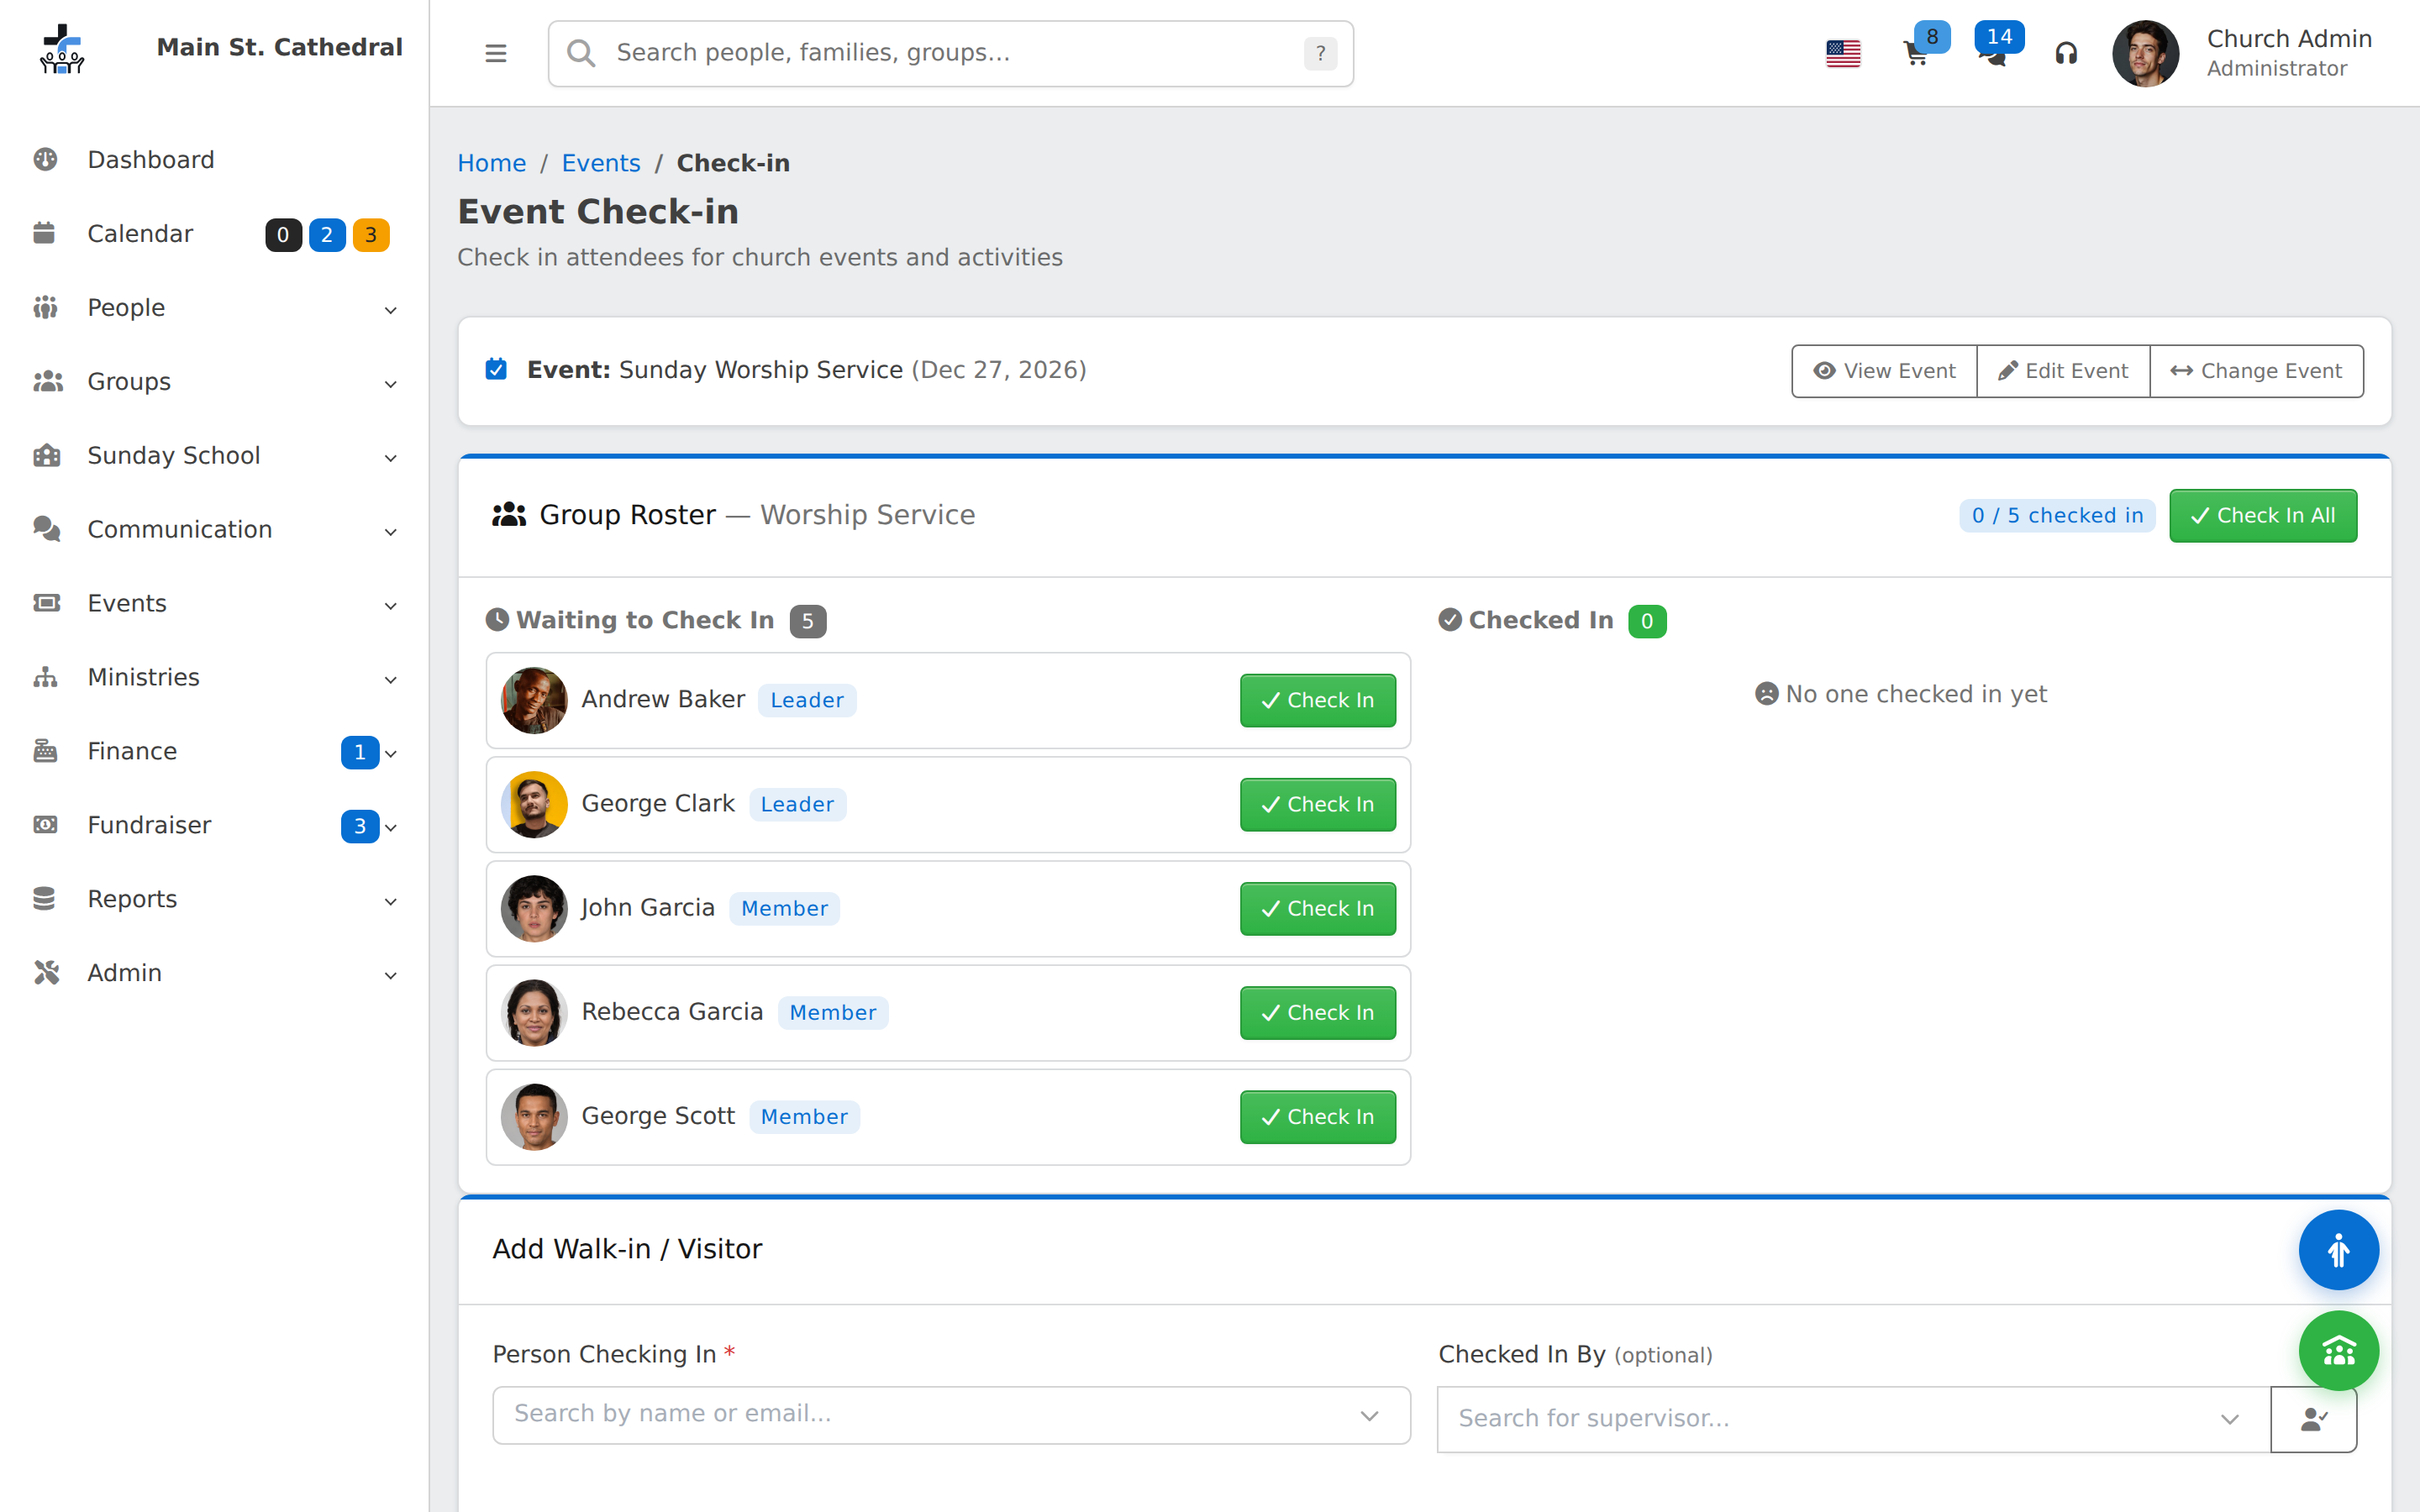 Main St. Cathedral
Search people, families, groups...
?
8
14
Church Admin
Administrator
Dashboard
Calendar 0 2 3
People
Groups
Sunday School
Communication
Events
Ministries
Finance 1
Fundraiser 3
Reports
Admin
Home / Events / Check-in
Event Check-in
Check in attendees for church events and activities
Event: Sunday Worship Service (Dec 27, 2026)
View Event
Edit Event
Change Event
Group Roster — Worship Service
0 / 5 checked in
Check In All
Waiting to Check In 5
Andrew Baker Leader Check In
George Clark Leader Check In
John Garcia Member Check In
Rebecca Garcia Member Check In
George Scott Member Check In
Checked In 0
No one checked in yet
Add Walk-in / Visitor
Person Checking In *
Search by name or email...
Checked In By (optional)
Search for supervisor...